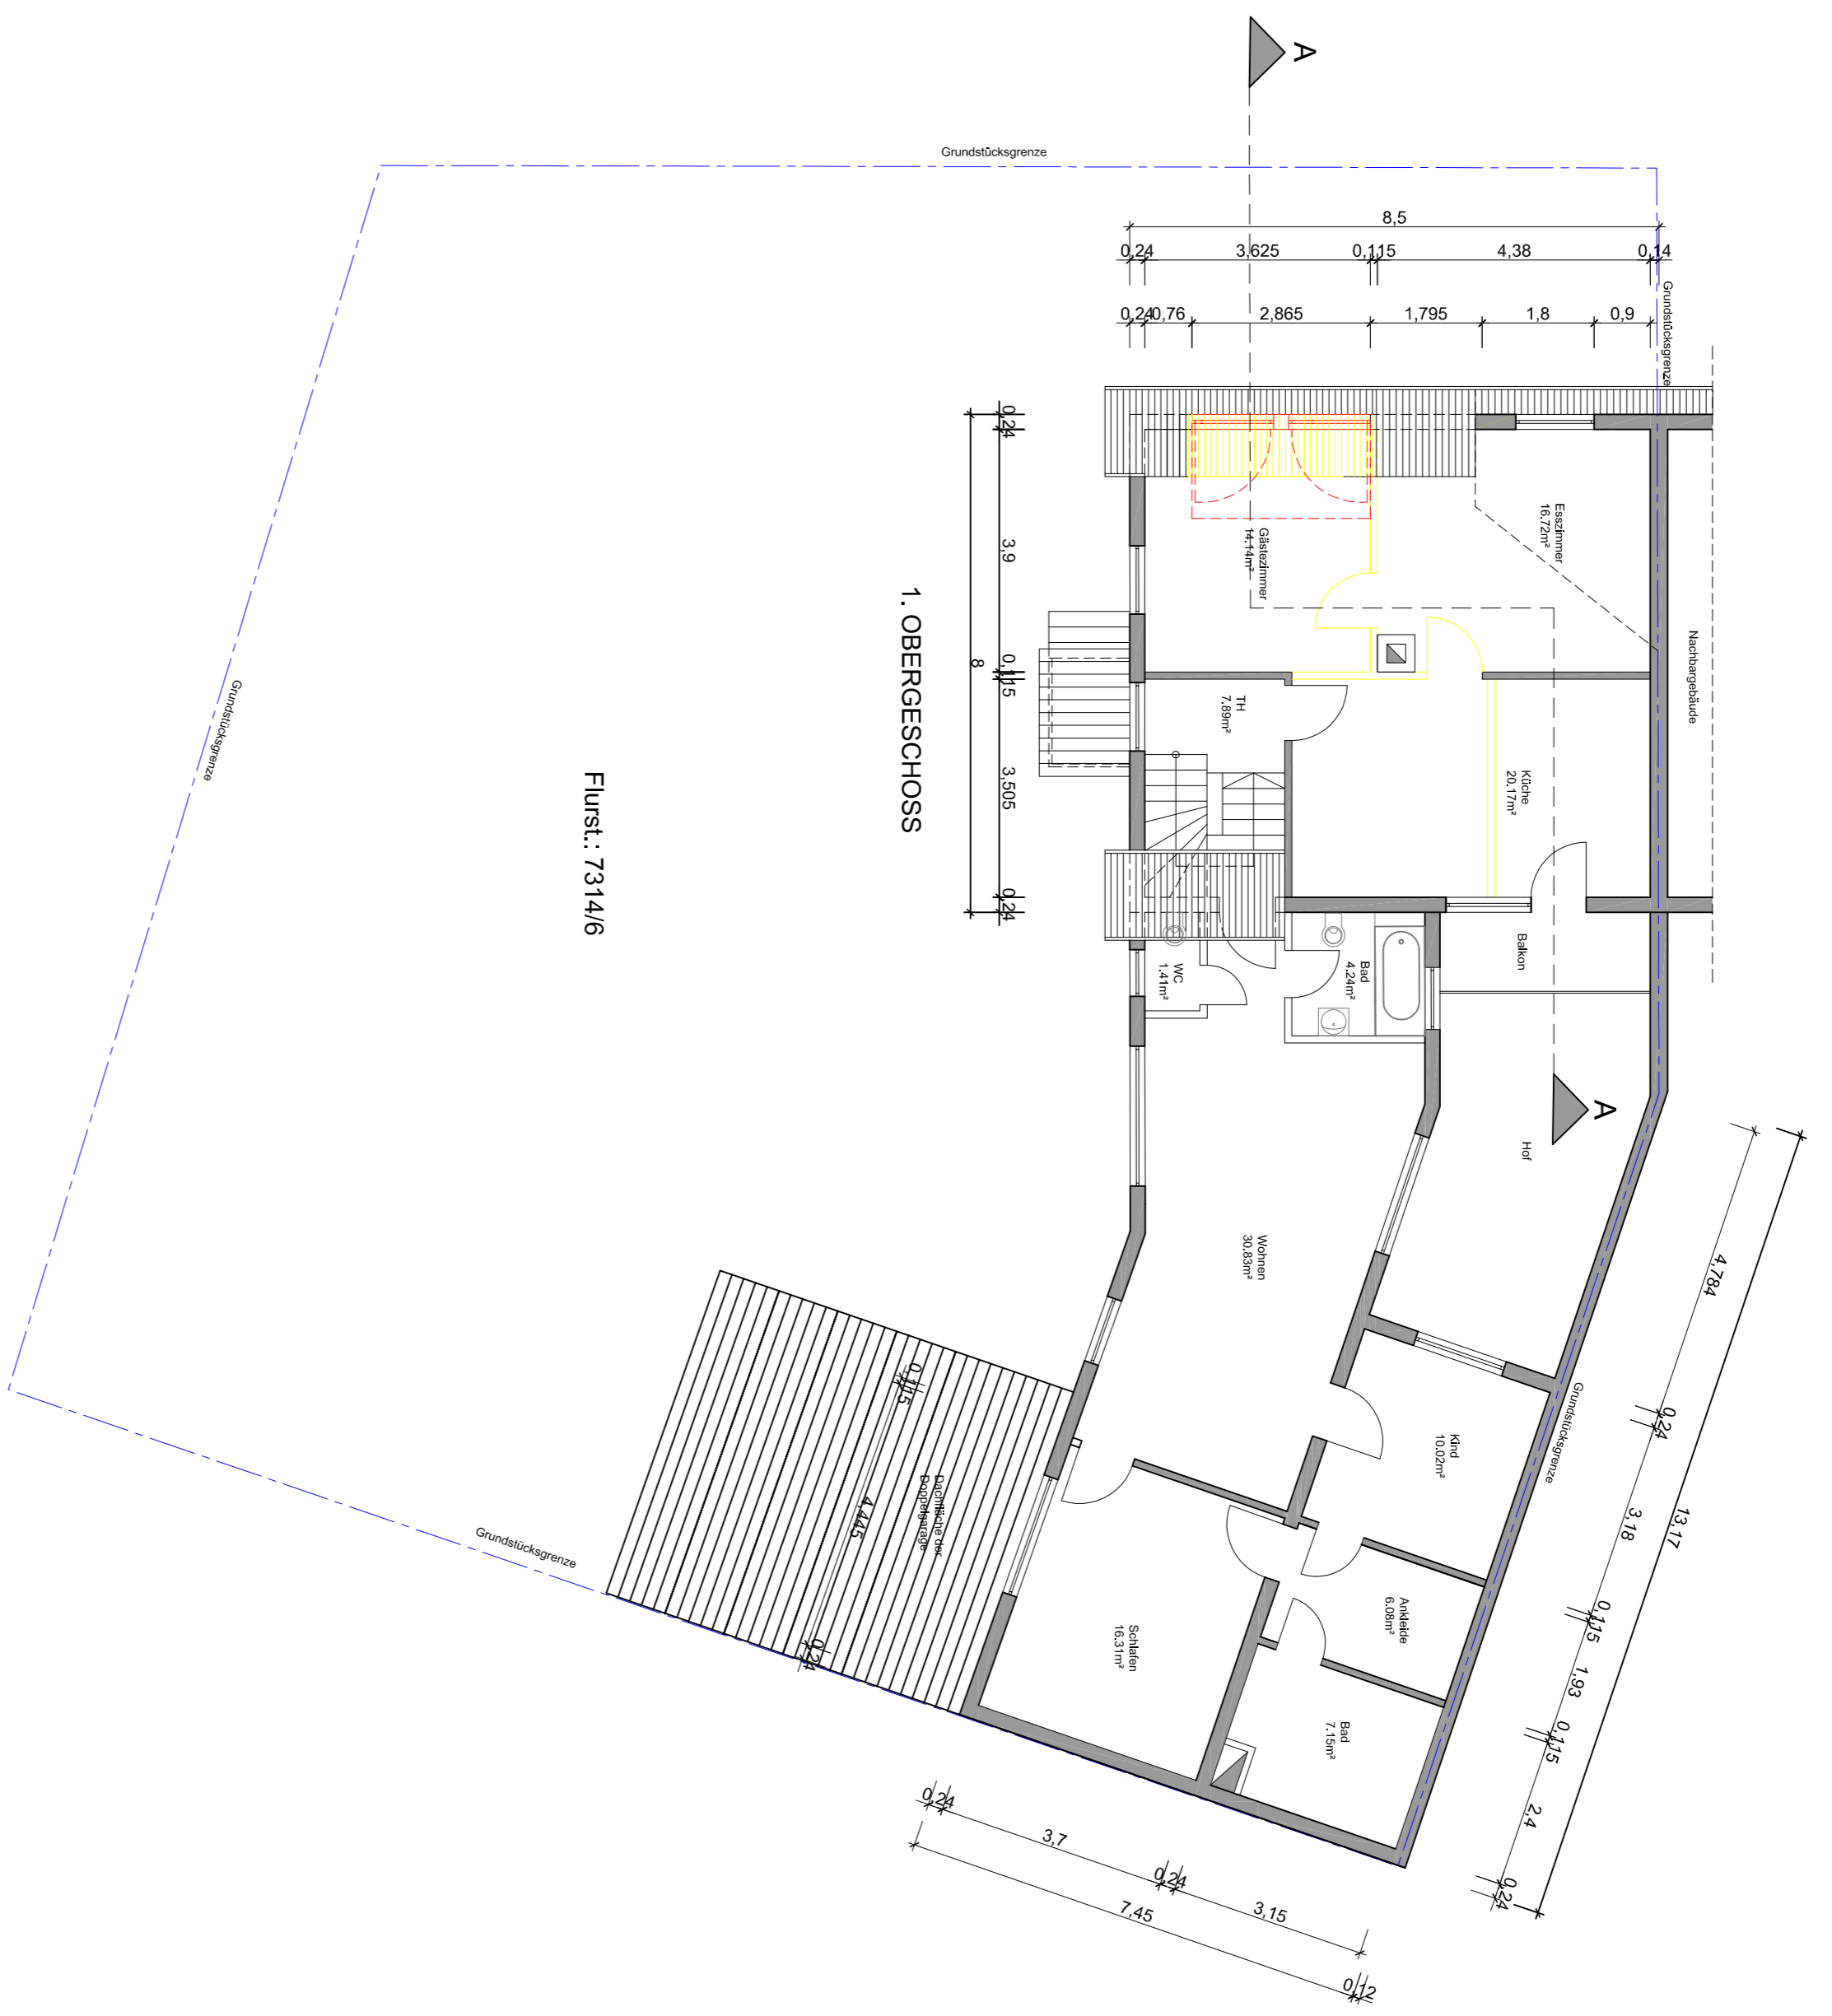 A
Grundstücksgrenze
8,5
0,24
3,625
0,115
4,38
0,14
Grundstücksgrenze
0,24
0,76
2,865
1,795
1,8
0,9
0,24
3,9
0,115
3,505
0,24
8
Esszimmer
16.72m²
Gästezimmer
14.14m²
Nachbargebäude
1. OBERGESCHOSS
TH
7.89m²
Küche
20.17m²
Grundstücksgrenze
Flurst.: 7314/6
Balkon
Bad
4.24m²
WC
1.41m²
A
Hof
Wohnen
30.83m²
4,784
0,24
3,18
13,17
0,115
1,93
0,115
2,4
0,24
Grundstücksgrenze
Kind
10.02m²
0,115
4,445
0,24
Dachfläche der
Doppelgarage
Grundstücksgrenze
Ankleide
6.08m²
Schlafen
16.31m²
Bad
7.15m²
0,24
3,7
0,24
3,15
7,45
0,12